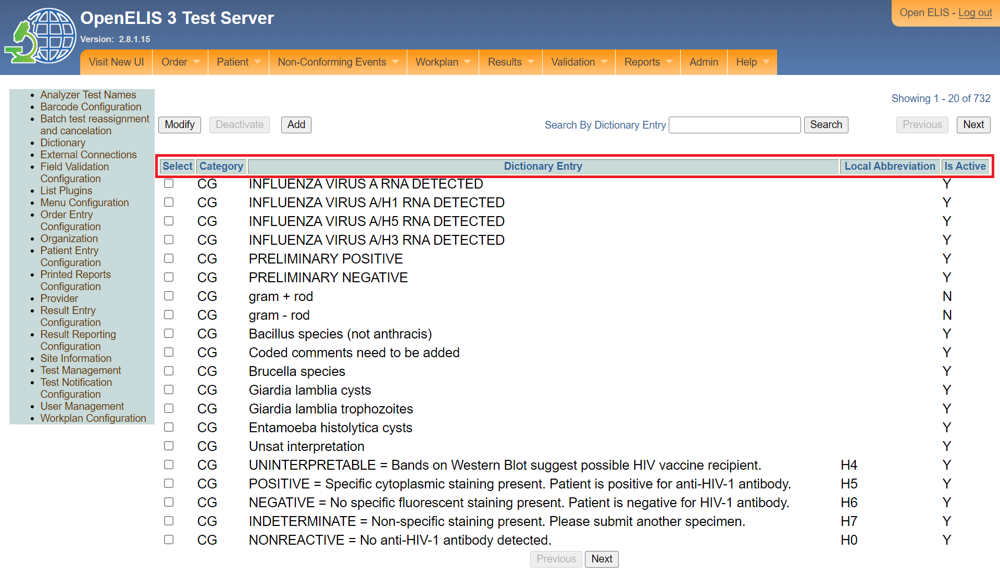 OpenELIS 3 Test Server
Version: 2.8.1.15
Open ELIS - Log out
Visit New UI Order Patient Non-Conforming Events Workplan Results Validation Reports Admin Help
Analyzer Test Names
Barcode Configuration
Batch test reassignment
and cancelation
Dictionary
External Connections
Field Validation
Configuration
List Plugins
Menu Configuration
Order Entry
Configuration
Organization
Patient Entry
Configuration
Printed Reports
Configuration
Provider
Result Entry
Configuration
Result Reporting
Configuration
Site Information
Test Management
Test Notification
Configuration
User Management
Workplan Configuration
Showing 1 - 20 of 732
Modify Deactivate Add Search By Dictionary Entry Search Previous Next
Select Category Dictionary Entry Local Abbreviation Is Active
CG INFLUENZA VIRUS A RNA DETECTED Y
CG INFLUENZA VIRUS A/H1 RNA DETECTED Y
CG INFLUENZA VIRUS A/H5 RNA DETECTED Y
CG INFLUENZA VIRUS A/H3 RNA DETECTED Y
CG PRELIMINARY POSITIVE Y
CG PRELIMINARY NEGATIVE Y
CG gram + rod N
CG gram - rod N
CG Bacillus species (not anthracis) Y
CG Coded comments need to be added Y
CG Brucella species Y
CG Giardia lamblia cysts Y
CG Giardia lamblia trophozoites Y
CG Entamoeba histolytica cysts Y
CG Unsat interpretation Y
CG UNINTERPRETABLE = Bands on Western Blot suggest possible HIV vaccine recipient. H4 Y
CG POSITIVE = Specific cytoplasmic staining present. Patient is positive for anti-HIV-1 antibody. H5 Y
CG NEGATIVE = No specific fluorescent staining present. Patient is negative for HIV-1 antibody. H6 Y
CG INDETERMINATE = Non-specific staining present. Please submit another specimen. H7 Y
CG NONREACTIVE = No anti-HIV-1 antibody detected. H0 Y
Previous Next